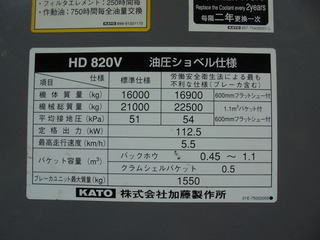 ・フィルタエレメント:250時間毎
・作動油:750時間毎全油量交換
KATO
Replace the Coolant every
2years
毎隔二年更換一次
KATO
HD 820V 油圧ショベル仕様
仕様 標準仕様 労働安全衛生法による最も不利な仕様(ブレーカ含む)
機体質量 (kg) 16000 16900 600mmフラットシュー付
機械総質量 (kg) 21000 22500 1.1m³バケット付
平均接地圧 (kPa) 51 54 600mmフラットシュー付
定格出力 (kW) 112.5
最高走行速度 (km/h) 5.5
バケット容量 (m³) バックホウ 0.45 ~ 1.1
クラムシェルバケット 0.5
ブレーカユニット最大質量(kg) 1550
KATO 株式会社加藤製作所